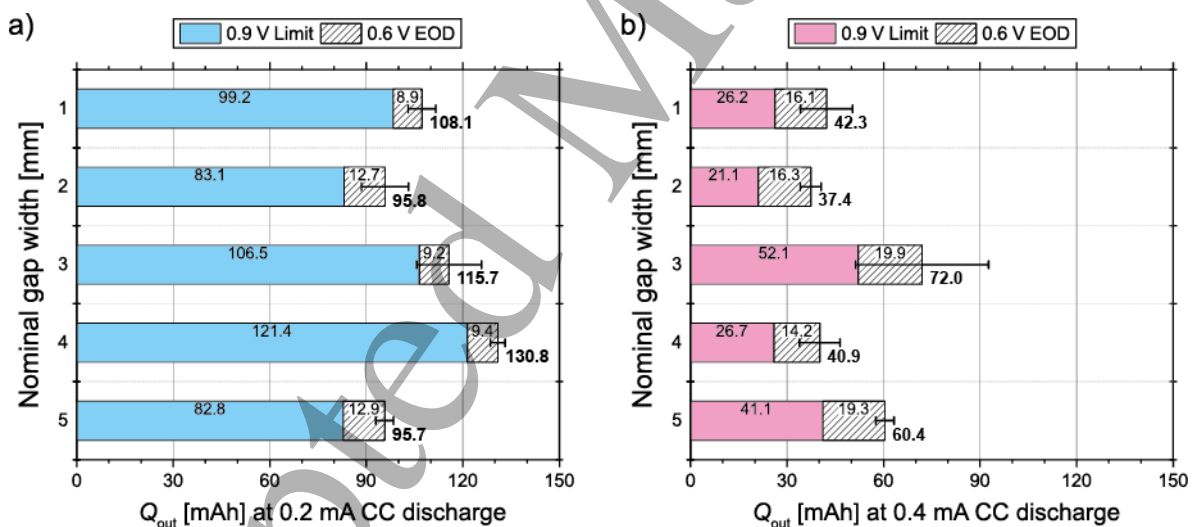 a)
0.9 V Limit 0.6 V EOD
Nominal gap width [mm]
1
2
3
4
5
99.2 8.9 108.1
83.1 12.7 95.8
106.5 9.2 115.7
121.4 9.4 130.8
82.8 12.9 95.7
0 30 60 90 120 150
Qout [mAh] at 0.2 mA CC discharge
b)
0.9 V Limit 0.6 V EOD
Nominal gap width [mm]
1
2
3
4
5
26.2 16.1 42.3
21.1 16.3 37.4
52.1 19.9 72.0
26.7 14.2 40.9
41.1 19.3 60.4
0 30 60 90 120 150
Qout [mAh] at 0.4 mA CC discharge
pted M